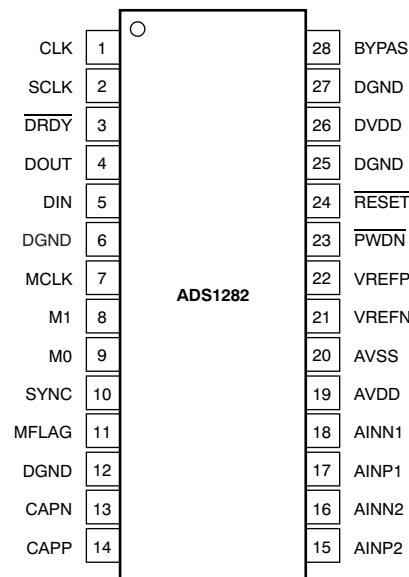 CLK 1
SCLK 2
DRDY 3
DOUT 4
DIN 5
DGND 6
MCLK 7
M1 8
M0 9
SYNC 10
MFLAG 11
DGND 12
CAPN 13
CAPP 14
ADS1282
28 BYPAS
27 DGND
26 DVDD
25 DGND
24 RESET
23 PWDN
22 VREFP
21 VREFN
20 AVSS
19 AVDD
18 AINN1
17 AINP1
16 AINN2
15 AINP2